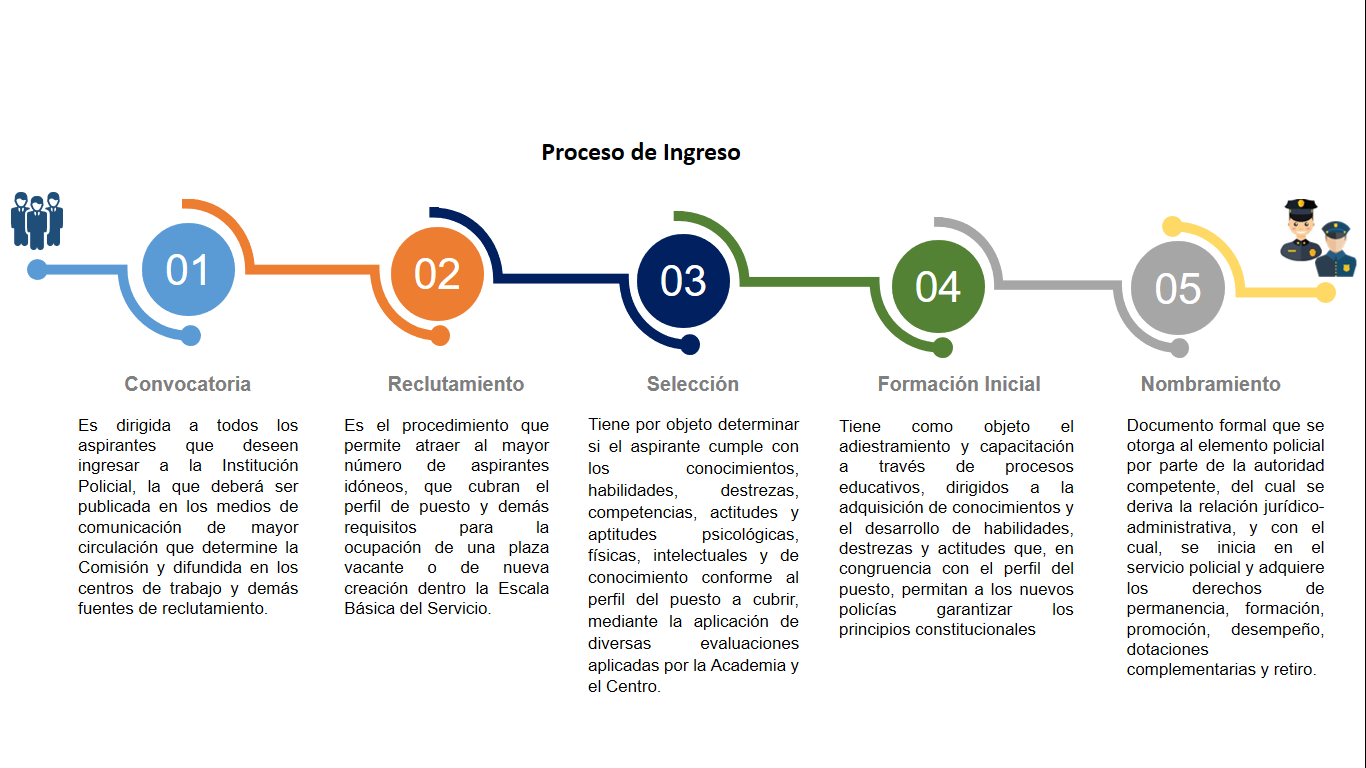 Proceso de Ingreso
01
Convocatoria
Es dirigida a todos los
aspirantes que deseen
ingresar a la Institución
Policial, la que deberá ser
publicada en los medios de
comunicación de mayor
circulación que determine la
Comisión y difundida en los
centros de trabajo y demás
fuentes de reclutamiento.
02
Reclutamiento
Es el procedimiento que
permite atraer al mayor
número de aspirantes
idóneos, que cubran el
perfil de puesto y demás
requisitos para la
ocupación de una plaza
vacante o de nueva
creación dentro la Escala
Básica del Servicio.
03
Selección
Tiene por objeto determinar
si el aspirante cumple con
los conocimientos,
habilidades, destrezas,
competencias, actitudes y
aptitudes psicológicas,
físicas, intelectuales y de
conocimiento conforme al
perfil del puesto a cubrir,
mediante la aplicación de
diversas evaluaciones
aplicadas por la Academia y
el Centro.
04
Formación Inicial
Tiene como objeto el
adiestramiento y capacitación
a través de procesos
educativos, dirigidos a la
adquisición de conocimientos y
el desarrollo de habilidades,
destrezas y actitudes que, en
congruencia con el perfil del
puesto, permitan a los nuevos
policías garantizar los
principios constitucionales
05
Nombramiento
Documento formal que se
otorga al elemento policial
por parte de la autoridad
competente, del cual se
deriva la relación jurídico-
administrativa, y con el
cual, se inicia en el
servicio policial y adquiere
los derechos de
permanencia, formación,
promoción, desempeño,
dotaciones
complementarias y retiro.